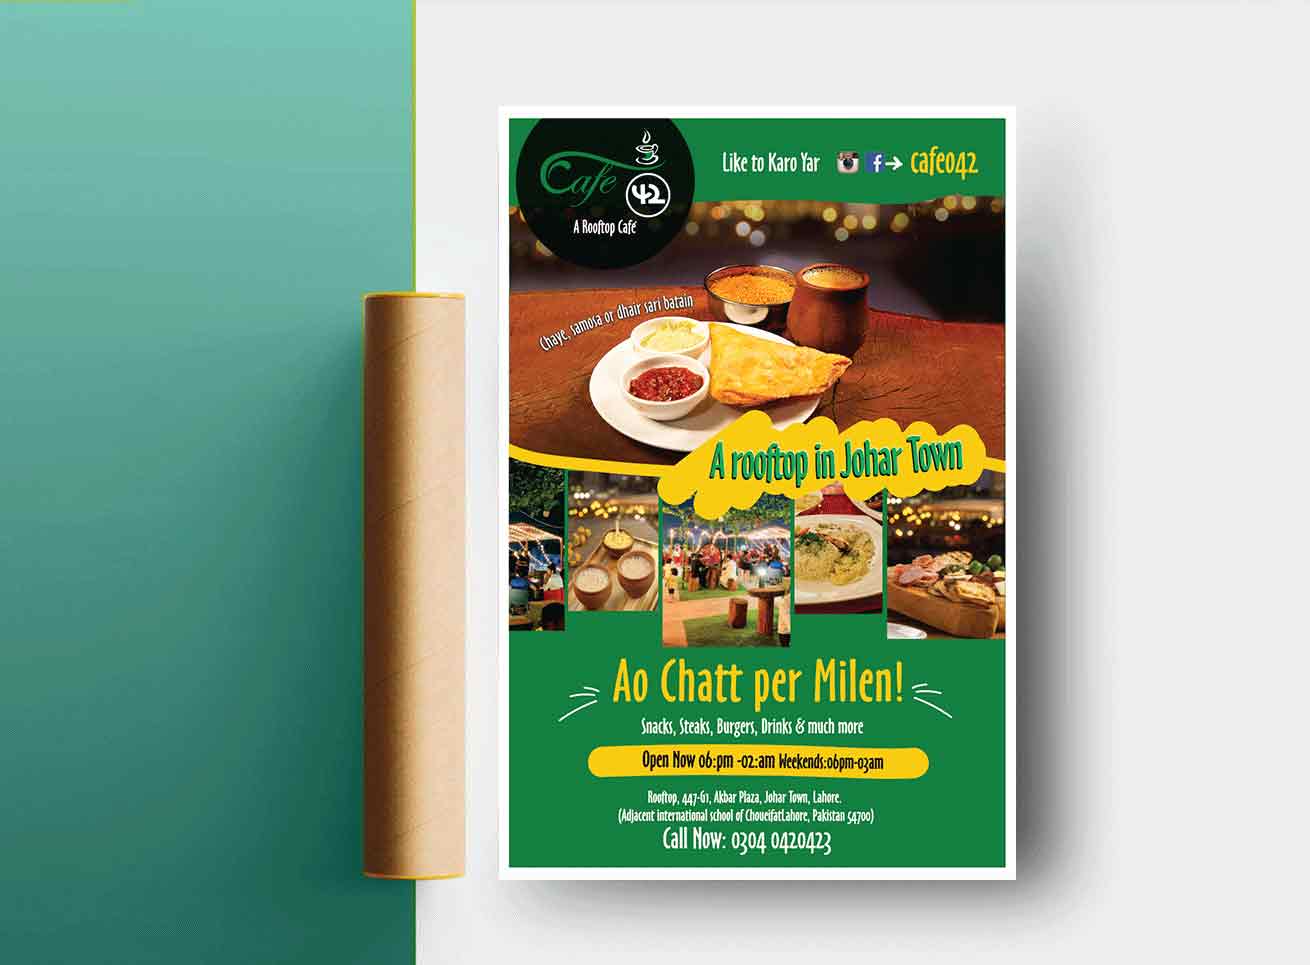 Cafe
42
A Rooftop Café
Like to Karo Yar
cafe042
Chaye, samosa or dhair sari batain
A rooftop in Johar Town
Ao Chatt per Milen!
Snacks, Steaks, Burgers, Drinks & much more
Open Now 06:pm -02:am Weekends:06pm-03am
Rooftop, 447-G1, Akbar Plaza, Johar Town, Lahore.
(Adjacent international school of ChoueifatLahore, Pakistan 54700)
Call Now: 0304 0420423